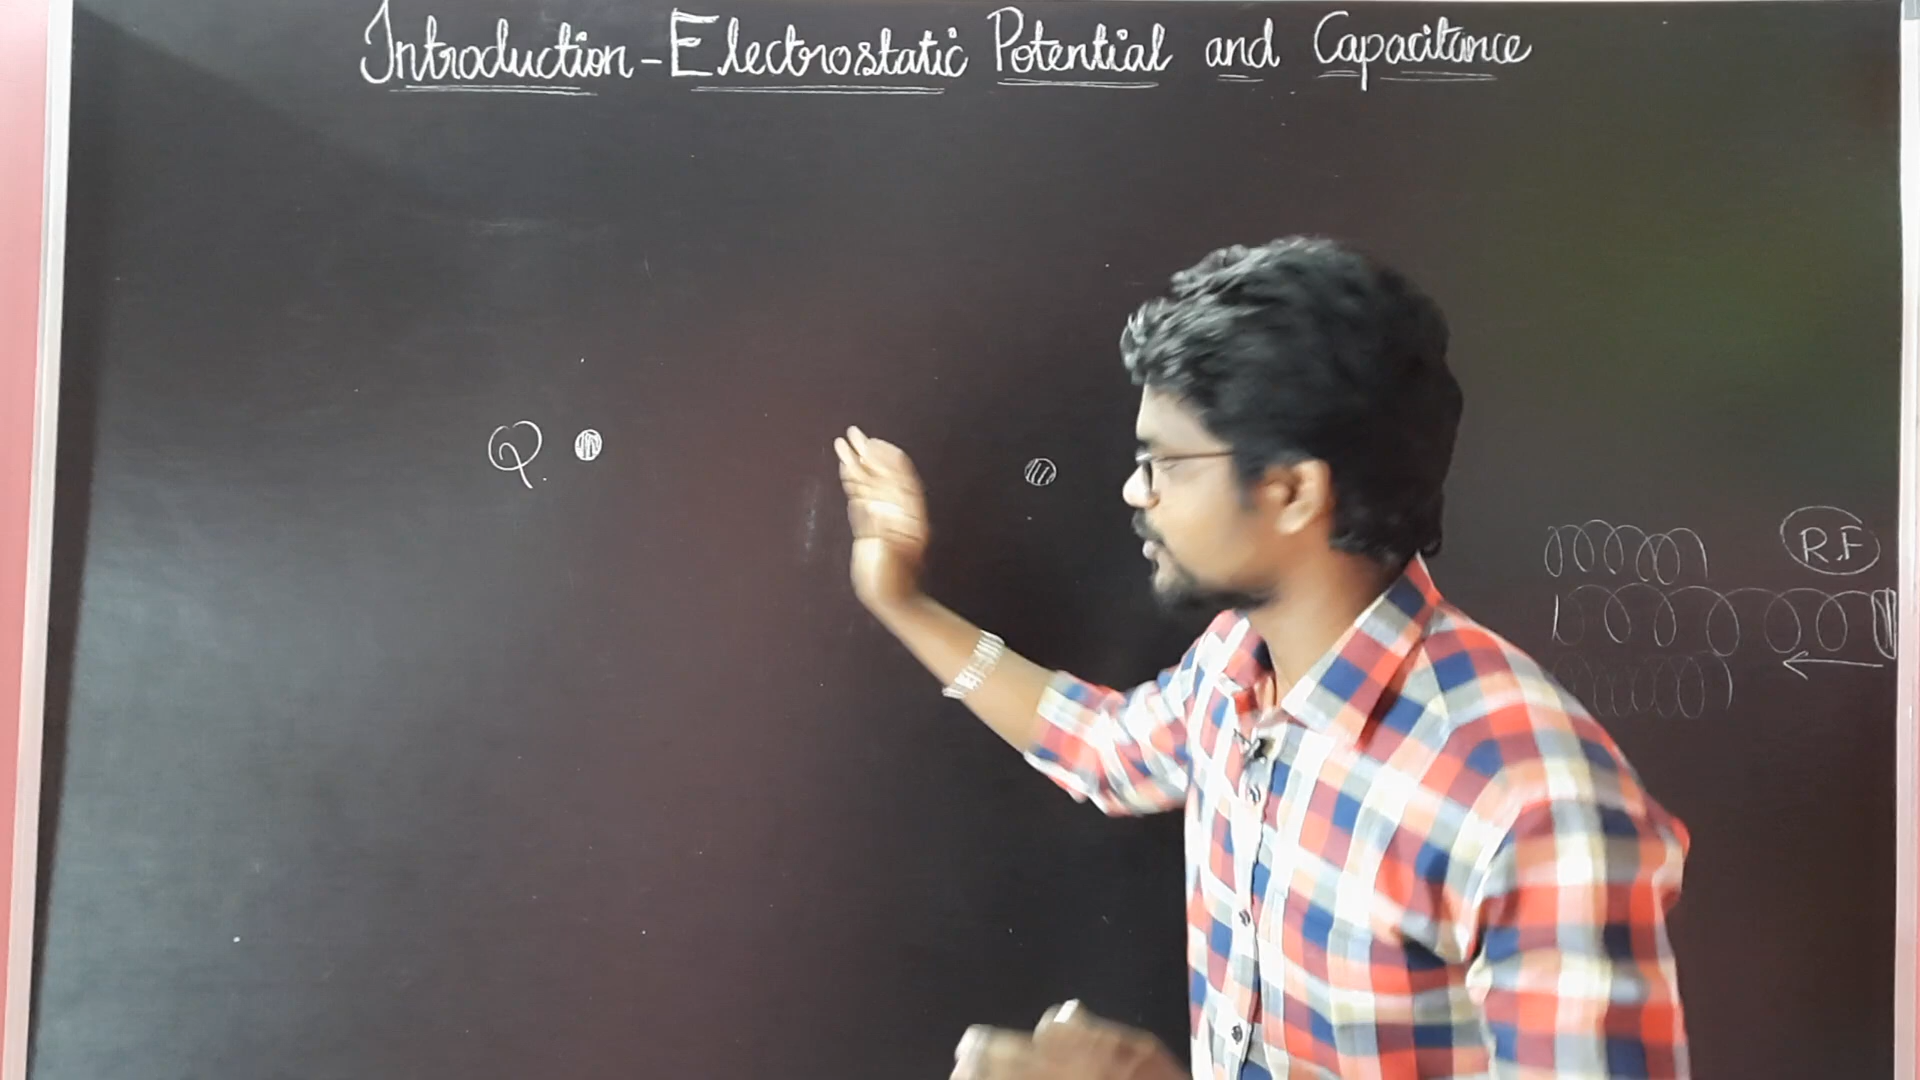 Introduction - Electrostatic Potential and Capacitance
Q
R.F